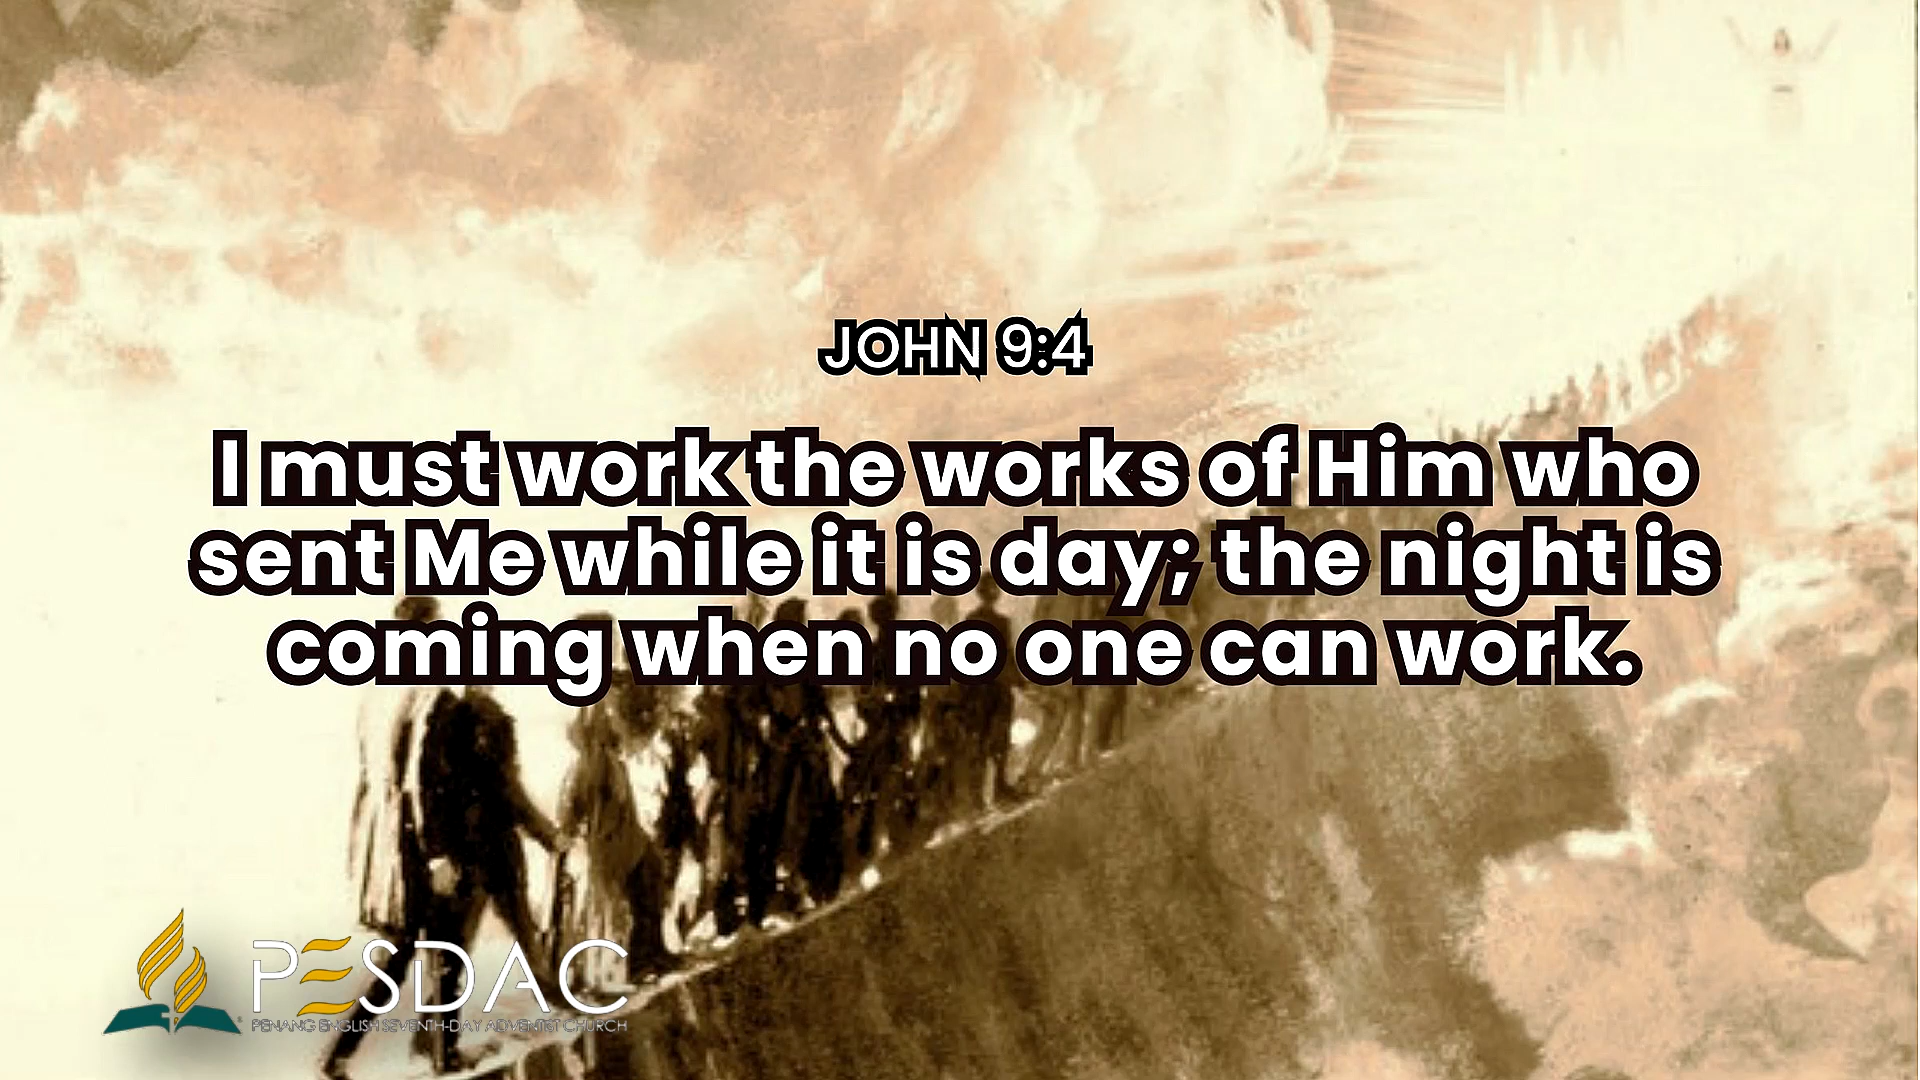 JOHN 9:4
I must work the works of Him who
sent Me while it is day; the night is
coming when no one can work.
PESDAC
PENANG ENGLISH SEVENTH-DAY ADVENTIST CHURCH